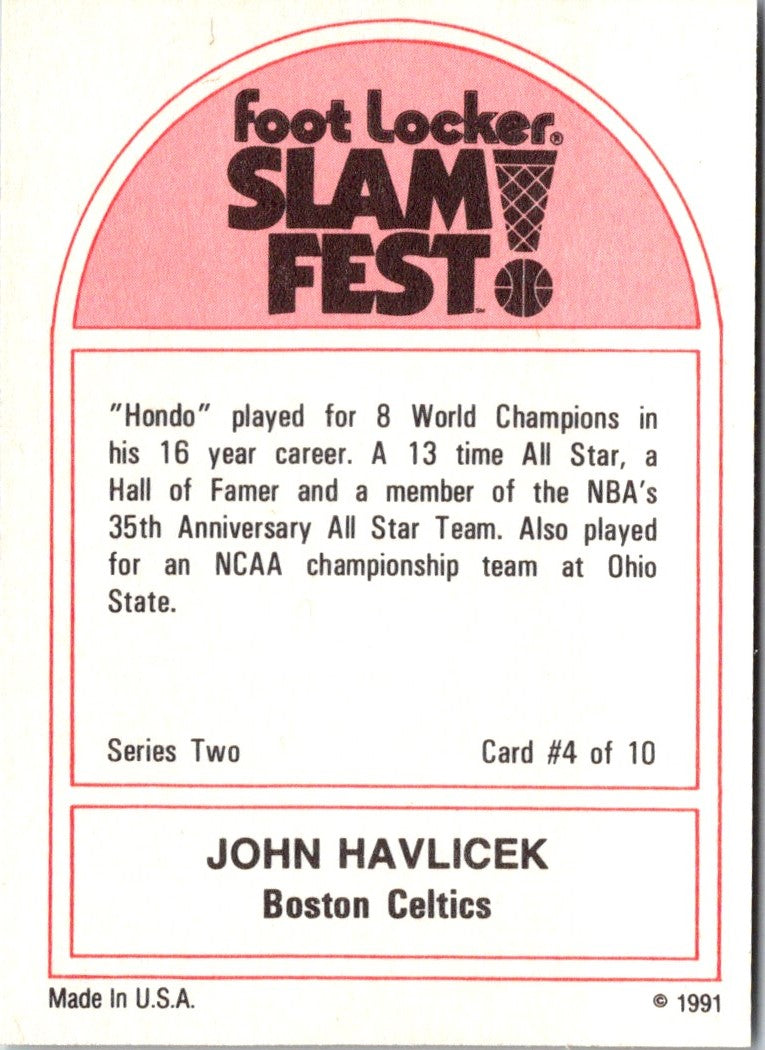 foot Locker®
SLAM
FEST™
"Hondo" played for 8 World Champions in
his 16 year career. A 13 time All Star, a
Hall of Famer and a member of the NBA's
35th Anniversary All Star Team. Also played
for an NCAA championship team at Ohio
State.
Series Two Card #4 of 10
JOHN HAVLICEK
Boston Celtics
Made In U.S.A. © 1991